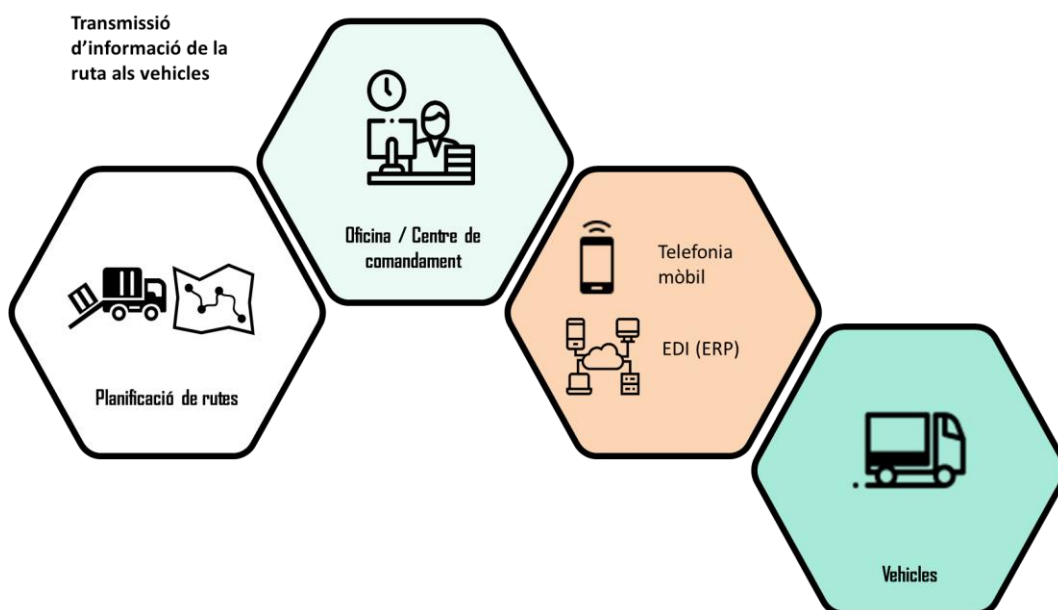 Transmissió
d’informació de la
ruta als vehicles
Oficina / Centre de
comandament
Telefonia
mòbil
EDI (ERP)
Planificació de rutes
Vehicles